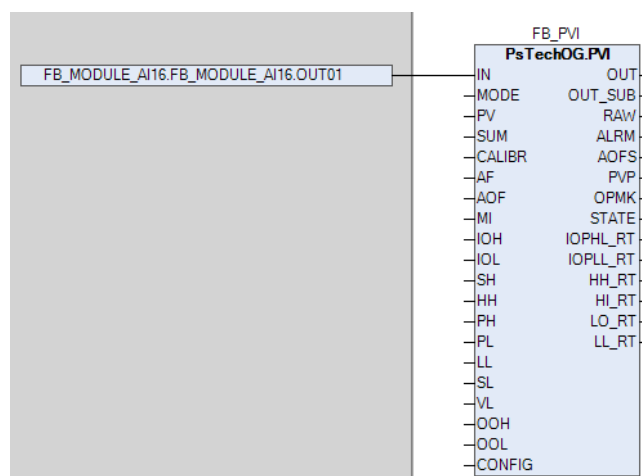 FB_PVI
PsTechOG.PVI
FB_MODULE_AI16.FB_MODULE_AI16.OUT01
IN OUT
MODE OUT_SUB
PV RAW
SUM ALRM
CALIBR AOFS
AF PVP
AOF OPMK
MI STATE
IOH IOPHL_RT
IOL IOPLL_RT
SH HH_RT
HH HI_RT
PH LO_RT
PL LL_RT
LL
SL
VL
OOH
OOL
CONFIG